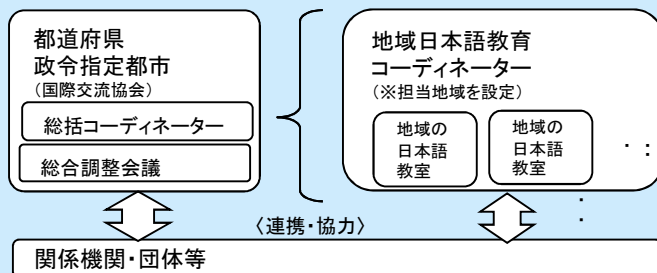 都道府県
政令指定都市
（国際交流協会）
総括コーディネーター
総合調整会議
地域日本語教育
コーディネーター
（※担当地域を設定）
地域の
日本語
教室
地域の
日本語
教室
〈連携・協力〉
関係機関・団体等